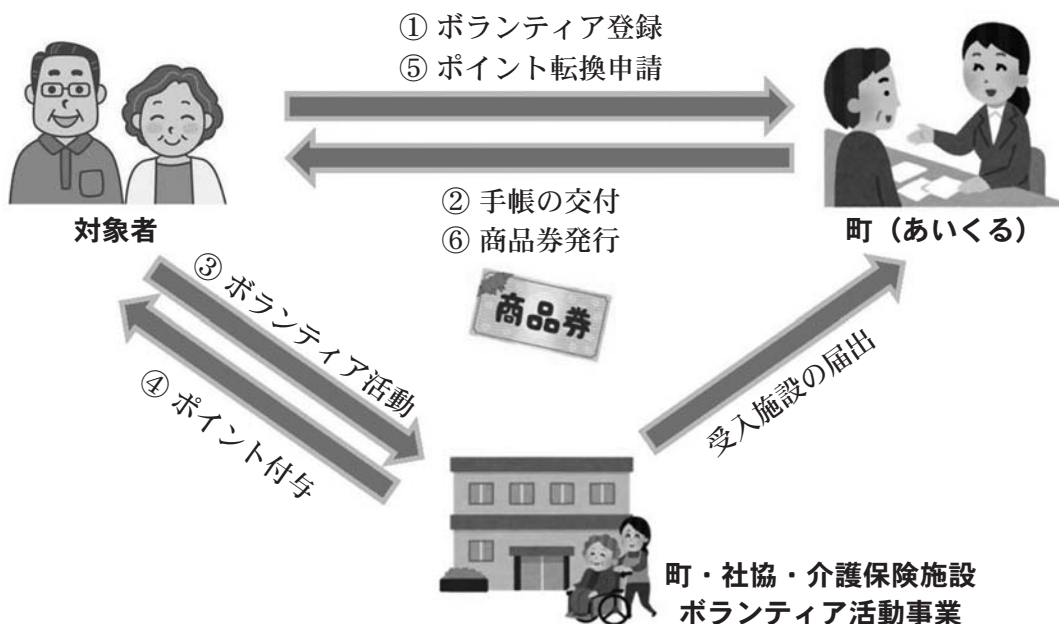 ① ボランティア登録
⑤ ポイント転換申請
② 手帳の交付
⑥ 商品券発行
対象者
町（あいくる）
商品券
③ ボランティア活動
④ ポイント付与
受入施設の届出
町・社協・介護保険施設
ボランティア活動事業